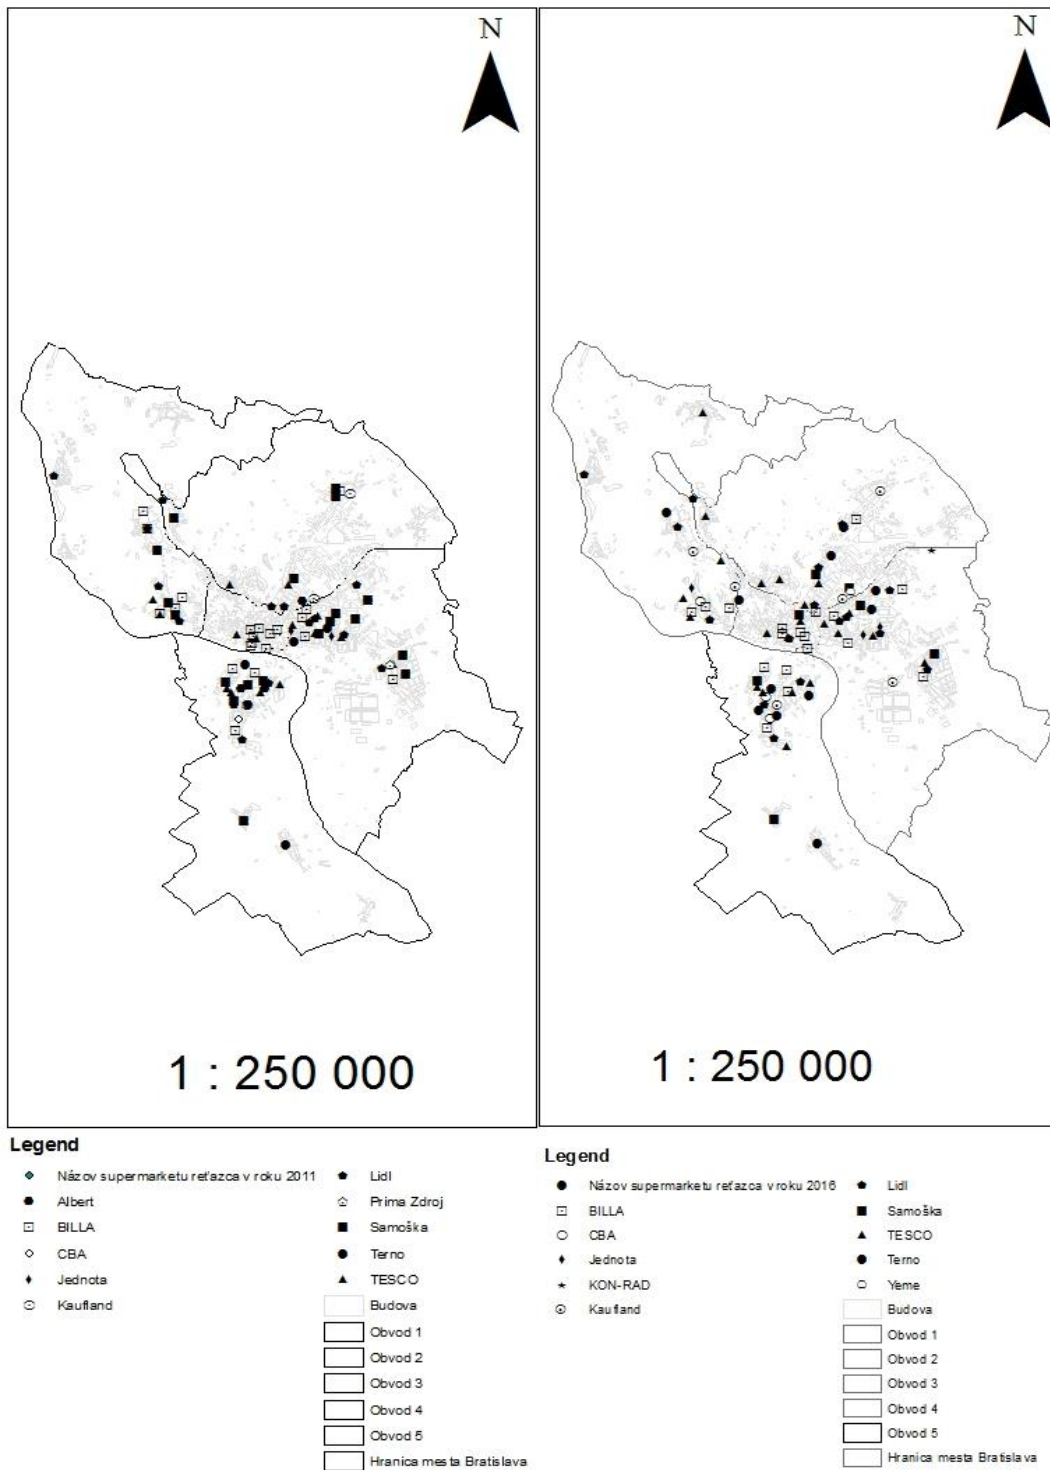 N
N
1 : 250 000
1 : 250 000
Legend
Názov supermarketu reťazca v roku 2011
Albert
BILLA
CBA
Jednota
Kaufland
Lidl
Prima Zdroj
Samoška
Terno
TESCO
Budova
Obvod 1
Obvod 2
Obvod 3
Obvod 4
Obvod 5
Hranica mesta Bratislava
Legend
Názov supermarketu reťazca v roku 2016
BILLA
CBA
Jednota
KON-RAD
Kaufland
Lidl
Samoška
TESCO
Terno
Yeme
Budova
Obvod 1
Obvod 2
Obvod 3
Obvod 4
Obvod 5
Hranica mesta Bratislava